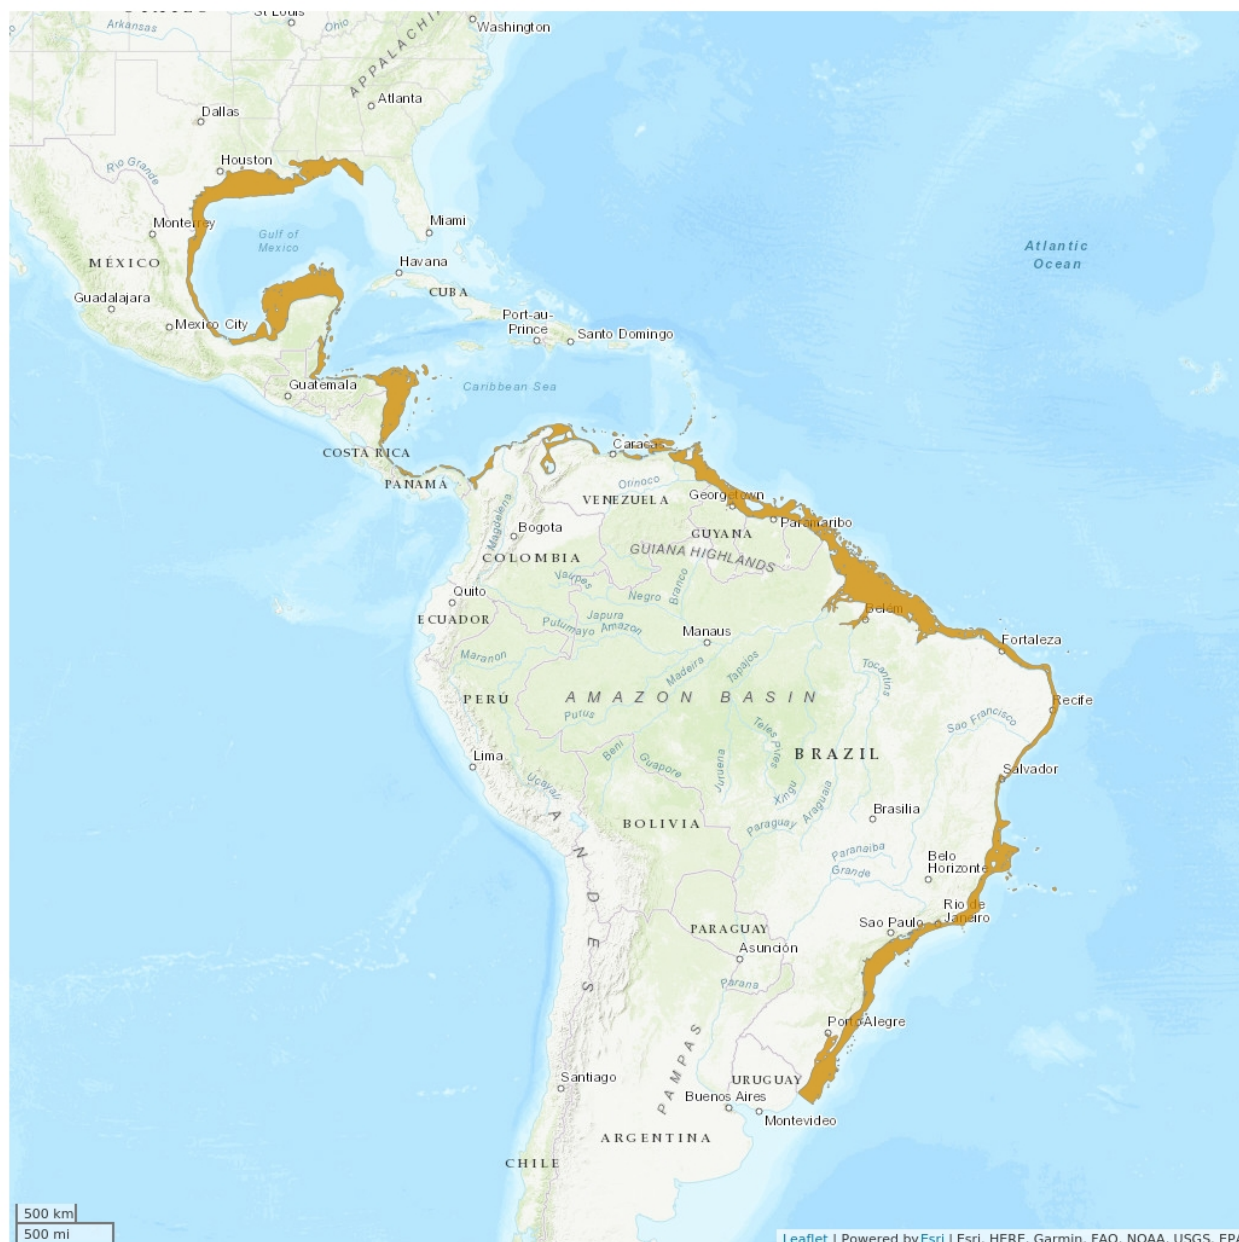 St Louis
Ohio
Washington
Arkansas
APPALACHI
Atlanta
Dallas
Houston
Rio Grande
Monterrey
Miami
Gulf of
Mexico
Atlantic
Ocean
MÉXICO
Havana
Guadalajara
CUBA
Mexico City
Port-au-
Prince
Santo Domingo
Guatemala
Caribbean Sea
COSTA RICA
Caracas
PANAMA
Orinoco
VENEZUELA
Georgetown
Magdalena
Paramaribo
Bogota
GUYANA
COLOMBIA
GUIANA HIGHLANDS
Vaupes
Branco
Quito
Negro
Belém
ECUADOR
Japura
Putumayo
Amazon
Manaus
Fortaleza
Maranon
Madeira
Tapajos
Tocantins
PERÚ
AMAZON BASIN
Recife
Purus
Sao Francisco
Teles Pires
Beni
Guapore
BRAZIL
Lima
Juruena
Salvador
Ucayali
Xingu
Araguaia
Brasilia
BOLIVIA
Paraguay
ANDES
Paranaiba
Belo
Horizonte
Grande
Rio de
Janeiro
Sao Paulo
PARAGUAY
Asunción
Parana
Porto Alegre
PAMPAS
Santiago
URUGUAY
Buenos Aires
Montevideo
ARGENTINA
CHILE
500 km
500 mi
Leaflet | Powered by Esri | Esri, HERE, Garmin, FAO, NOAA, USGS, EPA